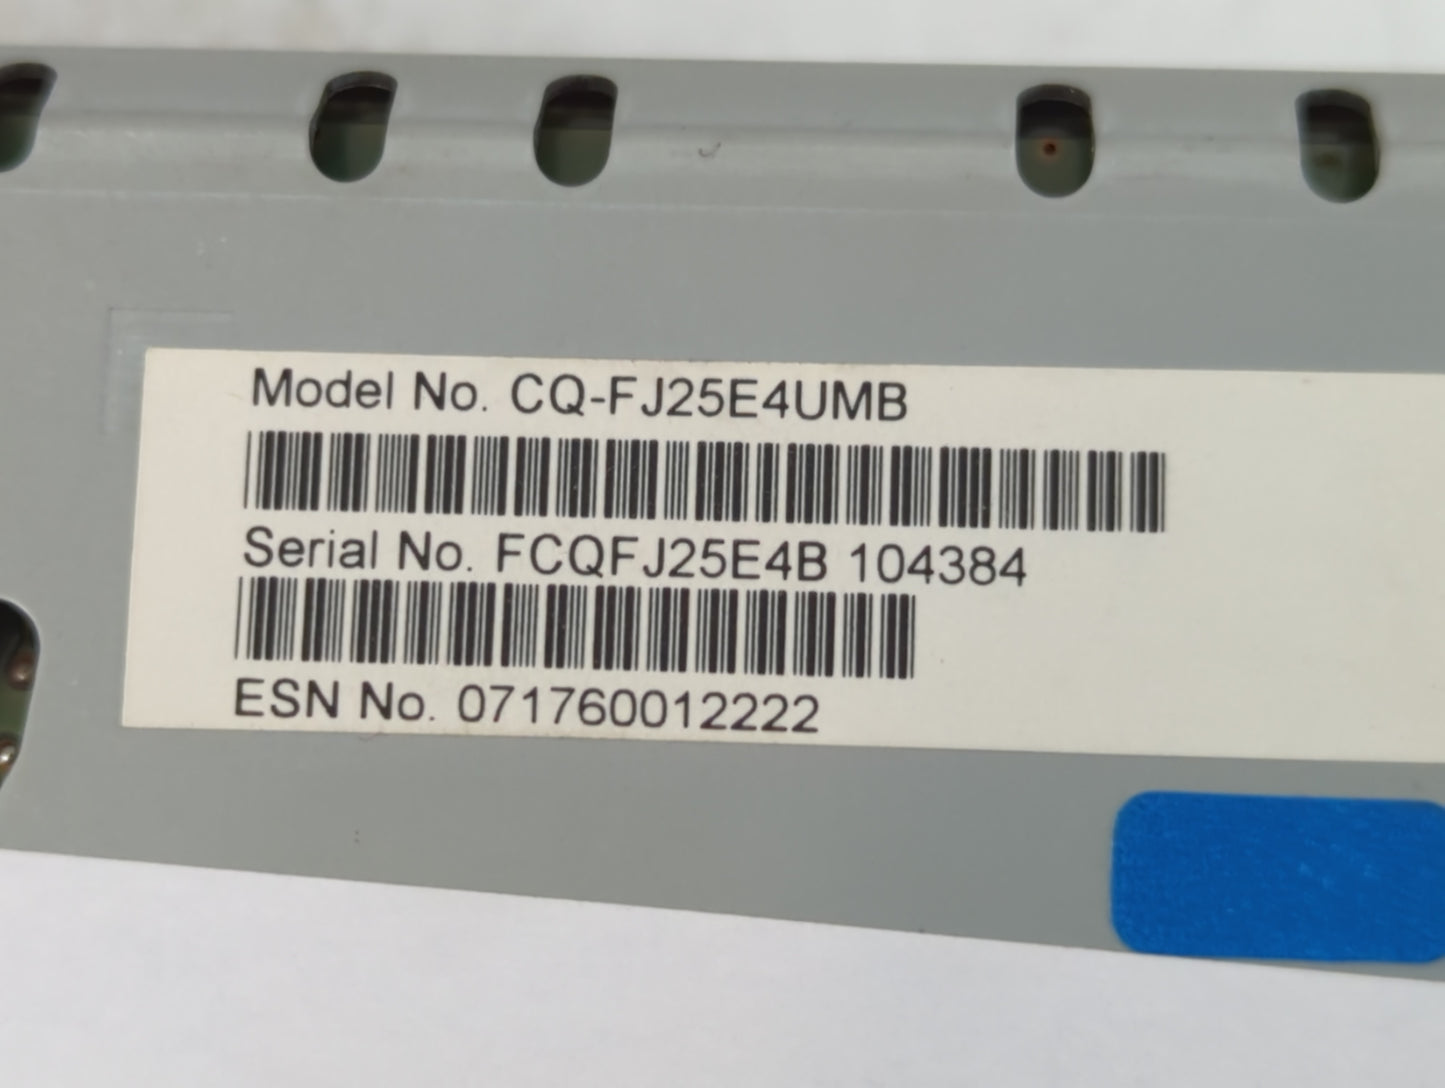 Model No. CQ-FJ25E4UMB
Serial No. FCQFJ25E4B 104384
ESN No. 071760012222